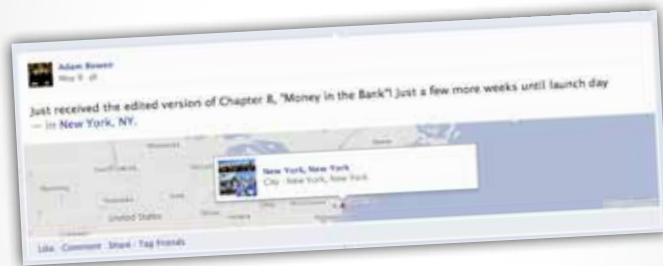 Adam Bowen
May 9
Just received the edited version of Chapter 8, "Money in the Bank"! Just a few more weeks until launch day
— in New York, NY.
New York, New York
City · New York, New York
United States
Like · Comment · Share · Tag Friends